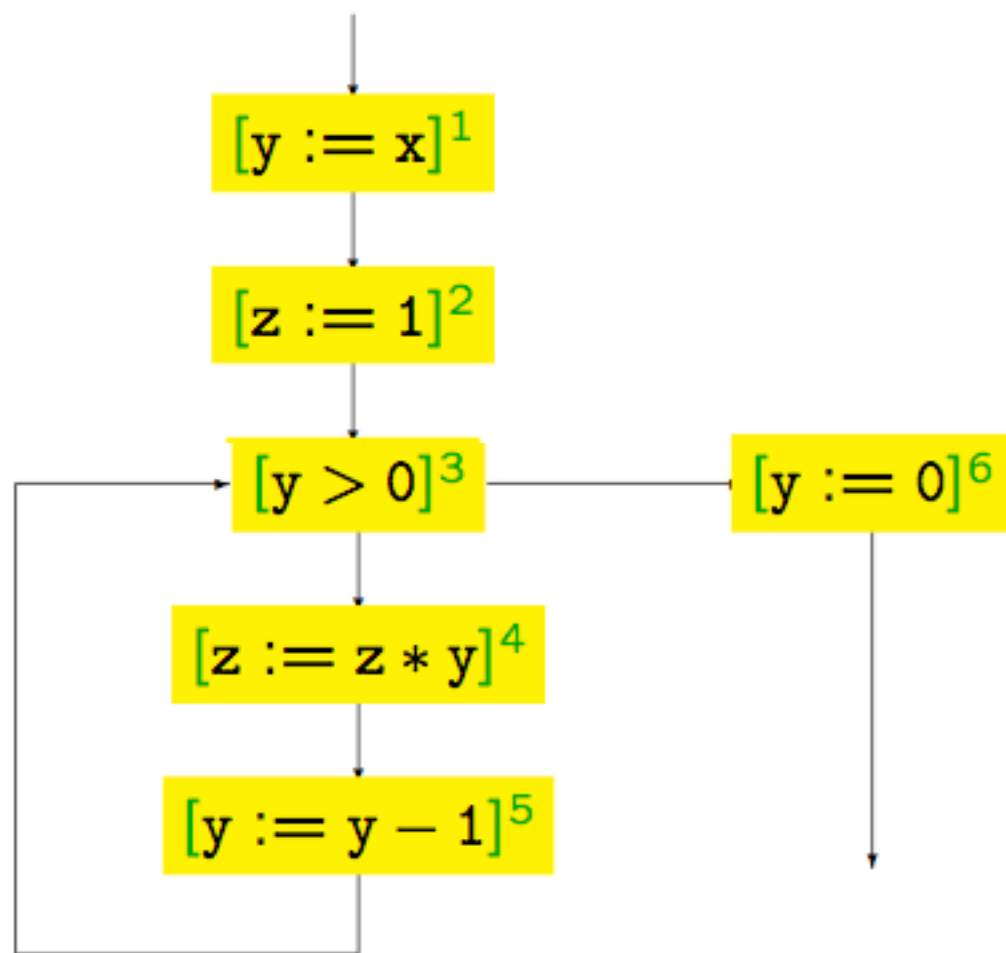 [y := x]¹
[z := 1]²
[y > 0]³
[y := 0]⁶
[z := z * y]⁴
[y := y − 1]⁵